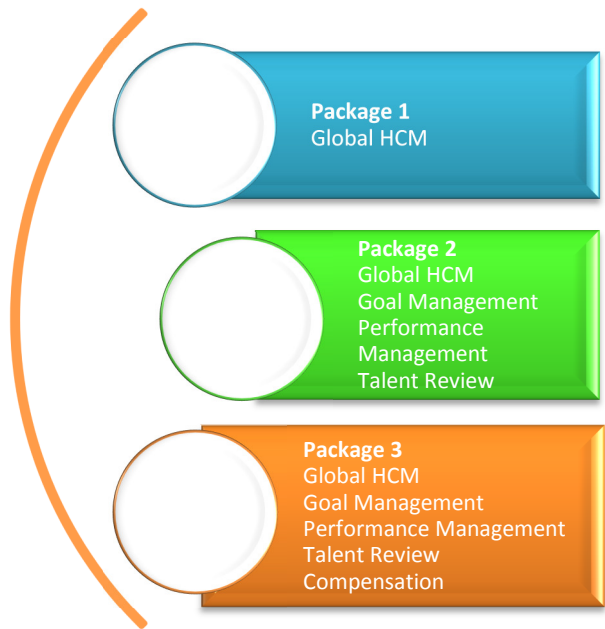 Package 1
Global HCM
Package 2
Global HCM
Goal Management
Performance
Management
Talent Review
Package 3
Global HCM
Goal Management
Performance Management
Talent Review
Compensation